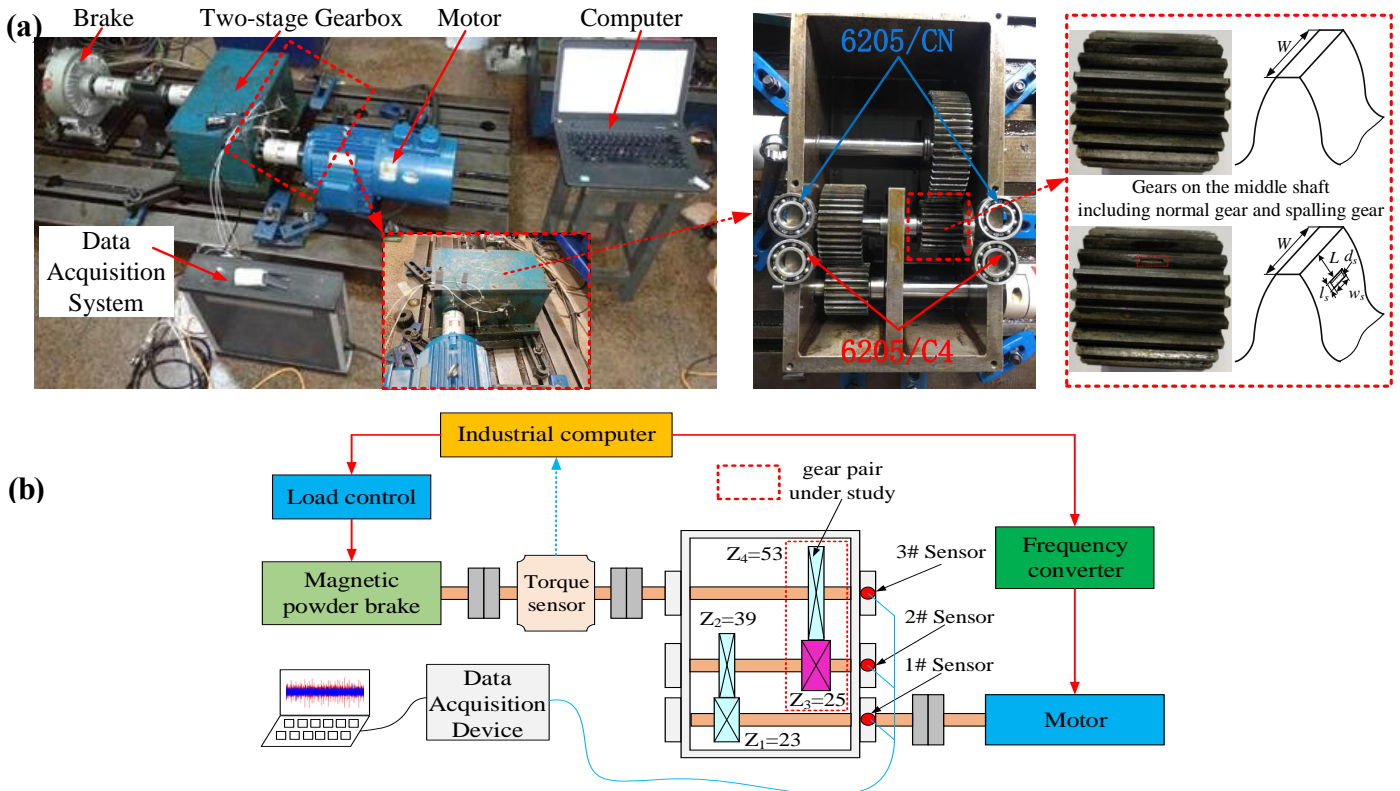 (a)
Brake
Two-stage Gearbox
Motor
Computer
Data
Acquisition
System
6205/CN
6205/C4
W
Gears on the middle shaft
including normal gear and spalling gear
W
L
d_s
l_s
w_s
(b)
Industrial computer
Load control
Magnetic
powder brake
Torque
sensor
gear pair
under study
Z_4=53
Z_2=39
Z_3=25
Z_1=23
3# Sensor
2# Sensor
1# Sensor
Frequency
converter
Motor
Data
Acquisition
Device